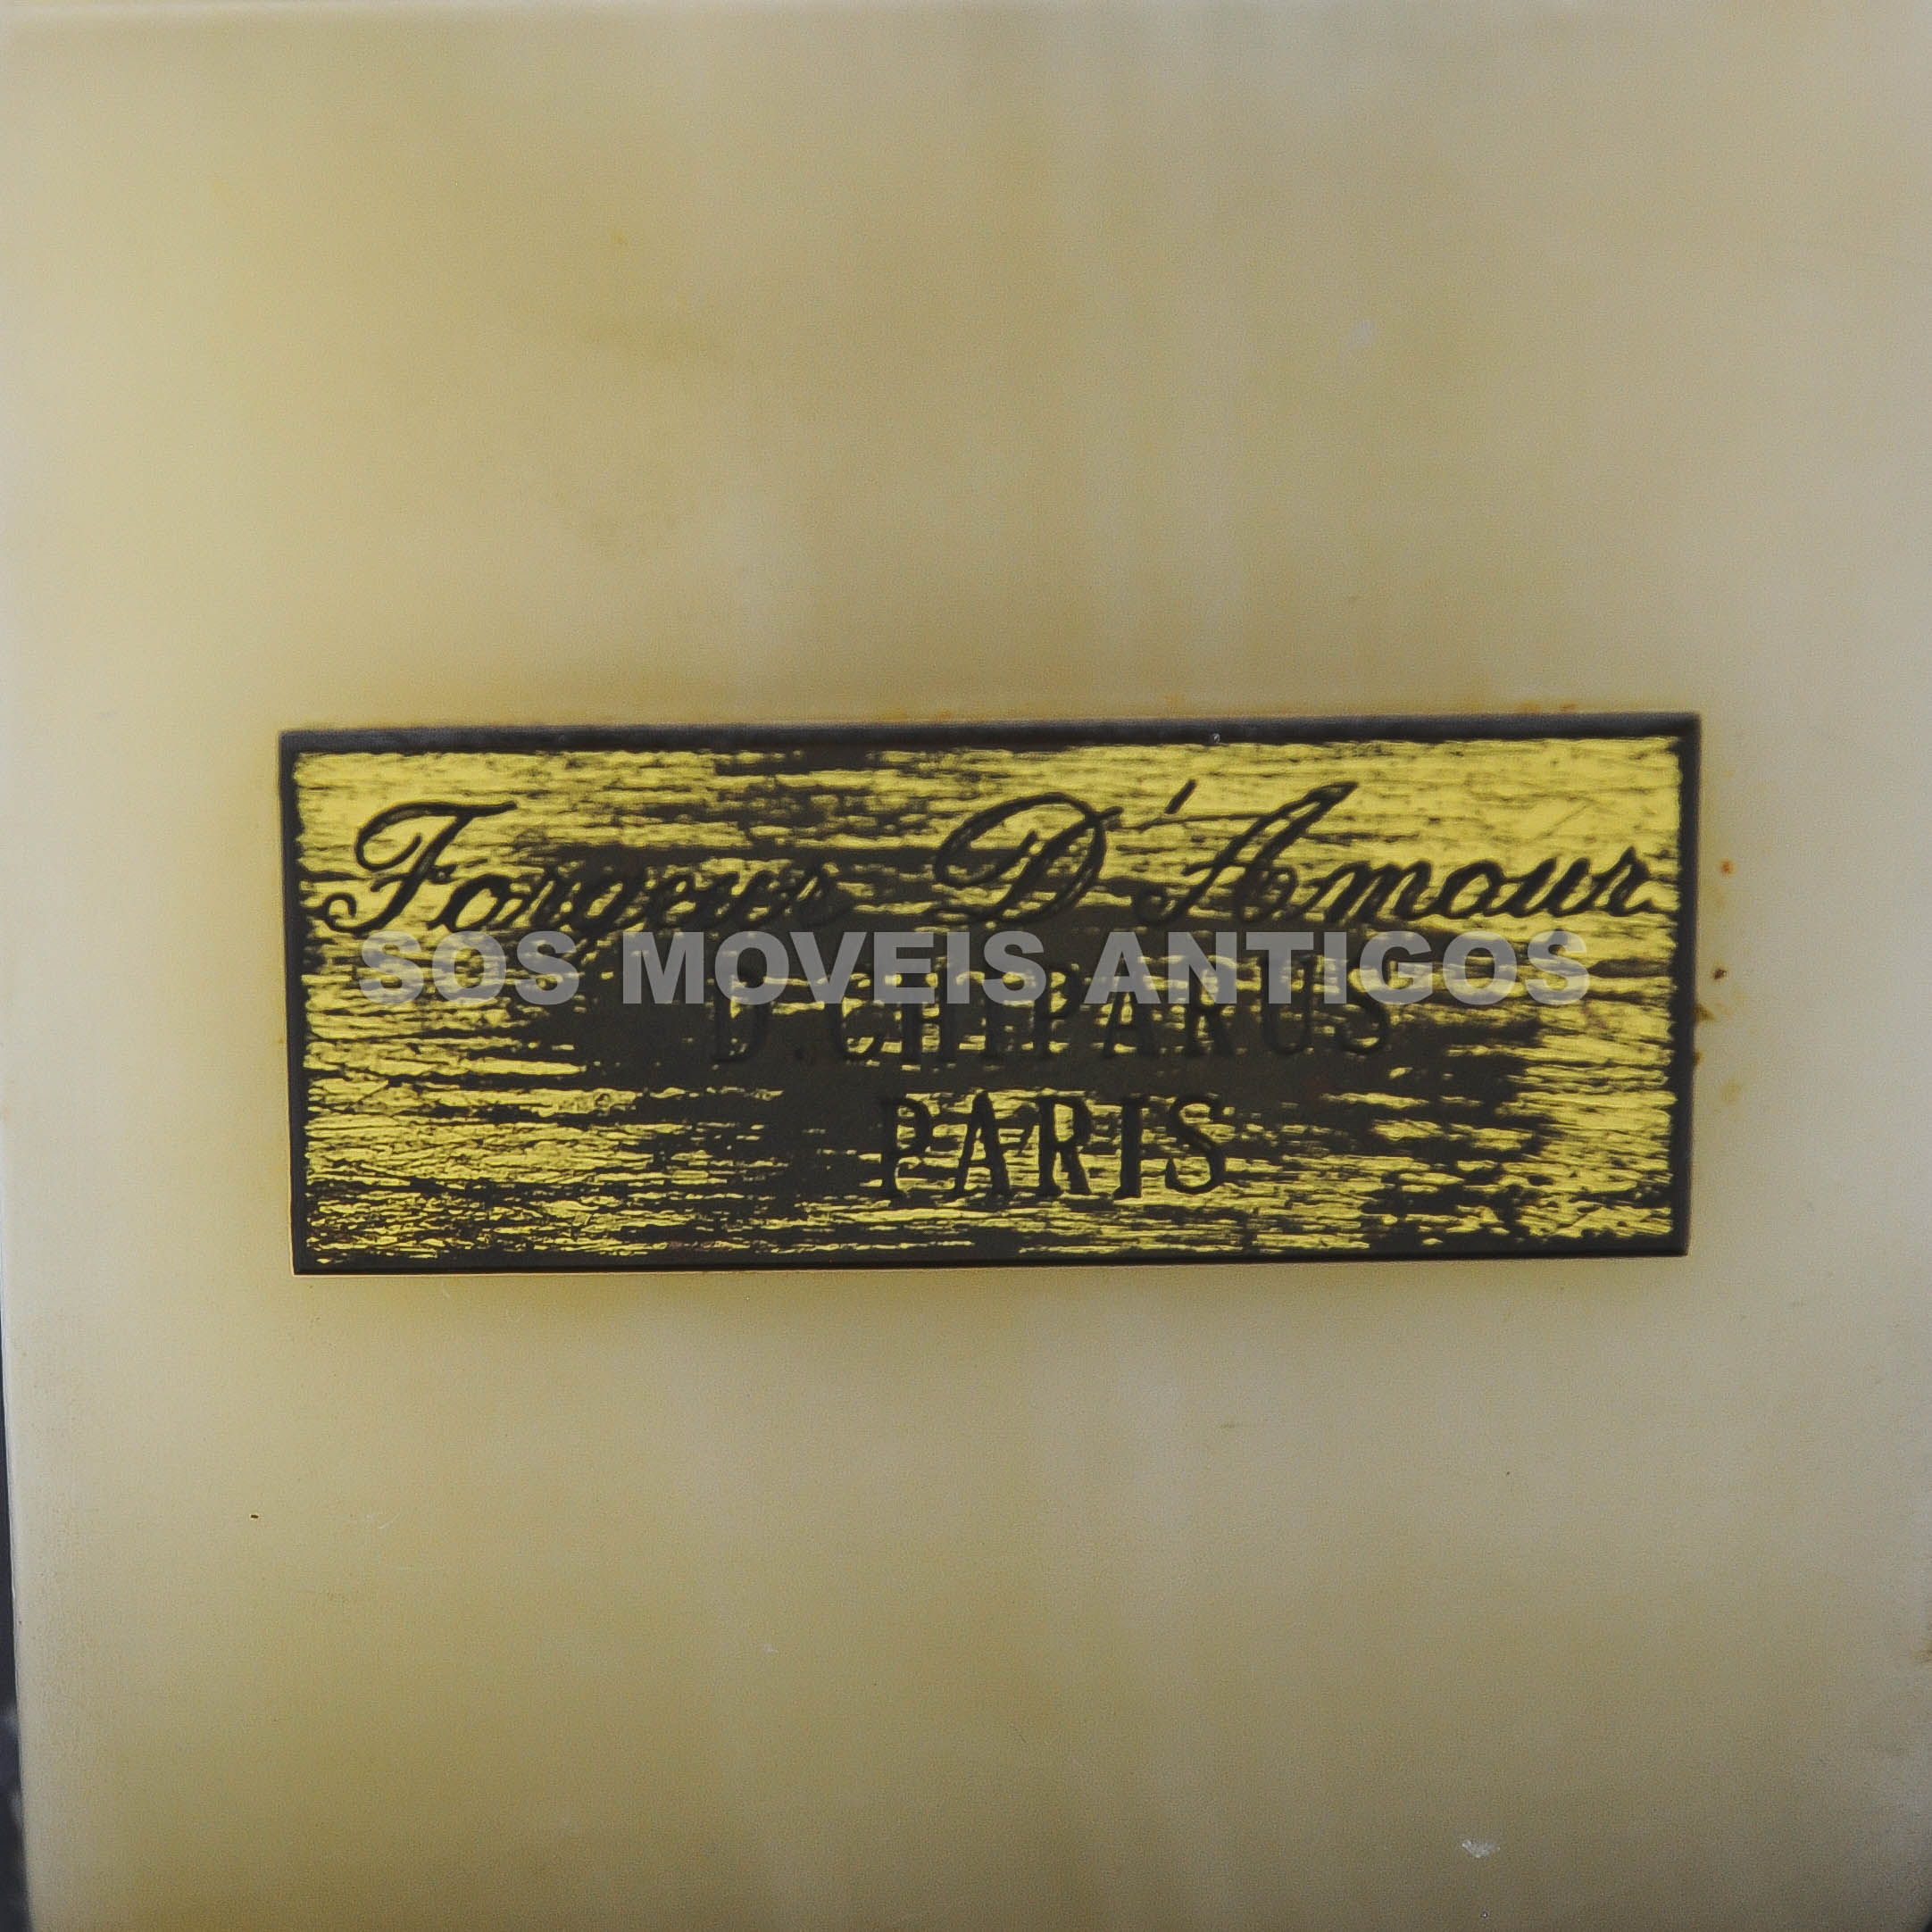 Forgeur D'Amour
SOS MOVEIS ANTIGOS
D. CHIPARUS
PARIS